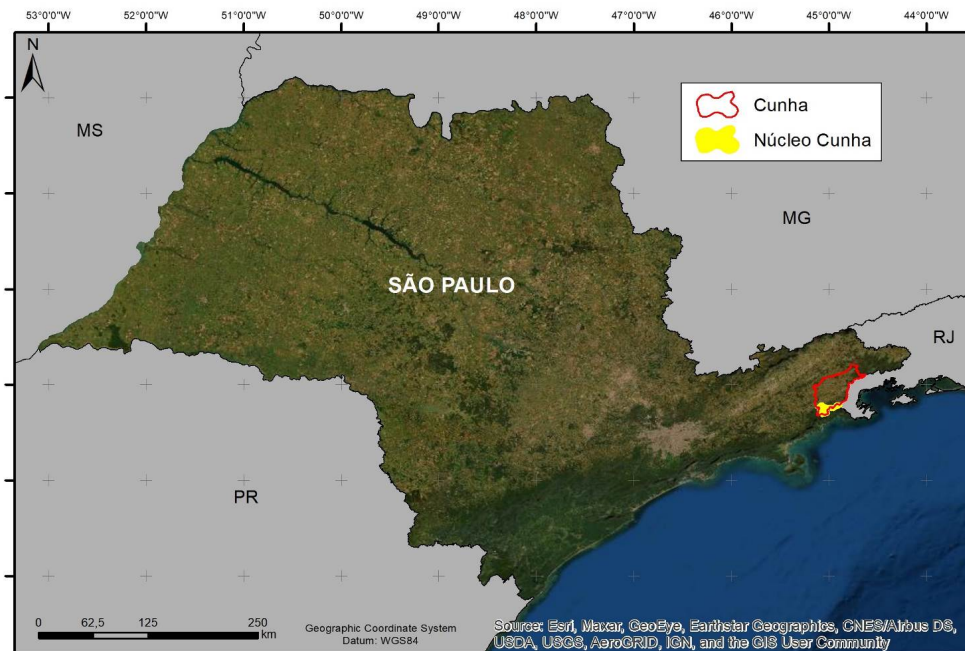 53°0'0"W 52°0'0"W 51°0'0"W 50°0'0"W 49°0'0"W 48°0'0"W 47°0'0"W 46°0'0"W 45°0'0"W 44°0'0"W
N
Cunha
Núcleo Cunha
MS
MG
SÃO PAULO
RJ
PR
0 62,5 125 250
km
Geographic Coordinate System
Datum: WGS84
Source: Esri, Maxar, GeoEye, Earthstar Geographics, CNES/Airbus DS,
USDA, USGS, AeroGRID, IGN, and the GIS User Community